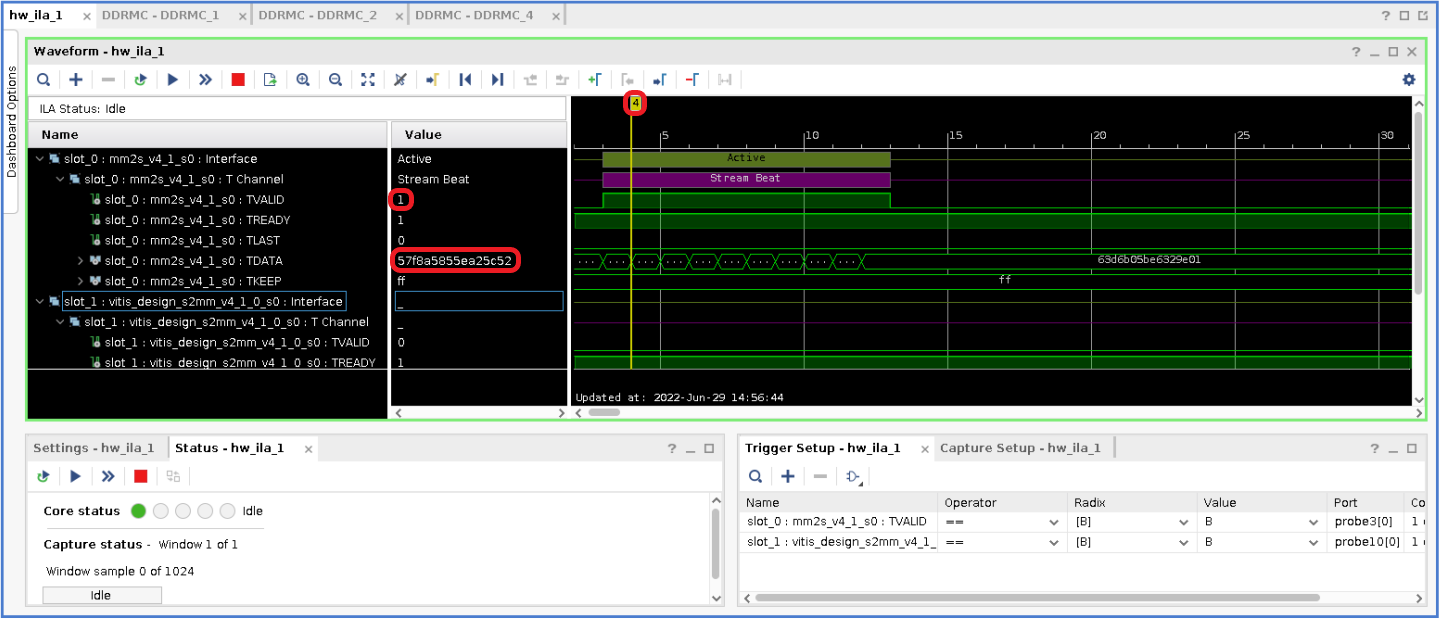 hw_ila_1 × DDRMC - DDRMC_1 × DDRMC - DDRMC_2 × DDRMC - DDRMC_4 × ?
Dashboard Options
Waveform - hw_ila_1 ? ×
ILA Status: Idle
Name Value
4
5 10 15 20 25 30
slot_0 : mm2s_v4_1_s0 : Interface Active Active
slot_0 : mm2s_v4_1_s0 : T Channel Stream Beat Stream Beat
slot_0 : mm2s_v4_1_s0 : TVALID 1
slot_0 : mm2s_v4_1_s0 : TREADY 1
slot_0 : mm2s_v4_1_s0 : TLAST 0
slot_0 : mm2s_v4_1_s0 : TDATA 57f8a5855ea25c52 ... ... ... ... ... ... ... ... ... ... 63d6b05be6329e01
slot_0 : mm2s_v4_1_s0 : TKEEP ff ff
slot_1 : vitis_design_s2mm_v4_1_0_s0 : Interface _
slot_1 : vitis_design_s2mm_v4_1_0_s0 : T Channel _
slot_1 : vitis_design_s2mm_v4_1_0_s0 : TVALID 0
slot_1 : vitis_design_s2mm_v4_1_0_s0 : TREADY 1
Updated at: 2022-Jun-29 14:56:44
Settings - hw_ila_1 Status - hw_ila_1 × ?
Core status Idle
Capture status - Window 1 of 1
Window sample 0 of 1024
Idle
Trigger Setup - hw_ila_1 × Capture Setup - hw_ila_1 ?
Name Operator Radix Value Port Co
slot_0 : mm2s_v4_1_s0 : TVALID == [B] B probe3[0] 1
slot_1 : vitis_design_s2mm_v4_1_ == [B] B probe10[0] 1